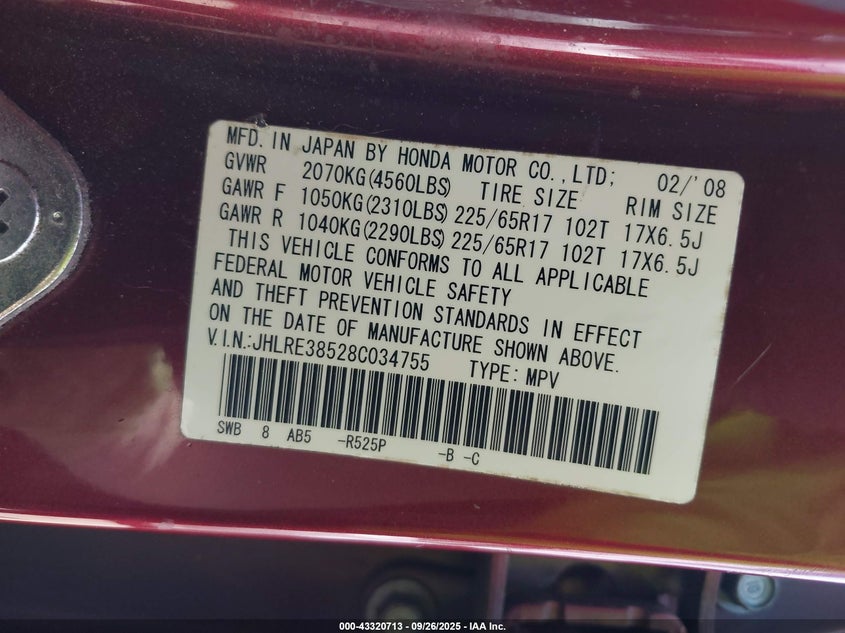 MFD. IN JAPAN BY HONDA MOTOR CO., LTD; 02/'08
GVWR 2070KG(4560LBS) TIRE SIZE RIM SIZE
GAWR F 1050KG(2310LBS) 225/65R17 102T 17X6.5J
GAWR R 1040KG(2290LBS) 225/65R17 102T 17X6.5J
THIS VEHICLE CONFORMS TO ALL APPLICABLE
FEDERAL MOTOR VEHICLE SAFETY
AND THEFT PREVENTION STANDARDS IN EFFECT
ON THE DATE OF MANUFACTURE SHOWN ABOVE.
V.I.N.:JHLRE38528C034755 TYPE: MPV
SWB 8 AB5 -R525P -B -C
000-43320713 - 09/26/2025 - IAA Inc.